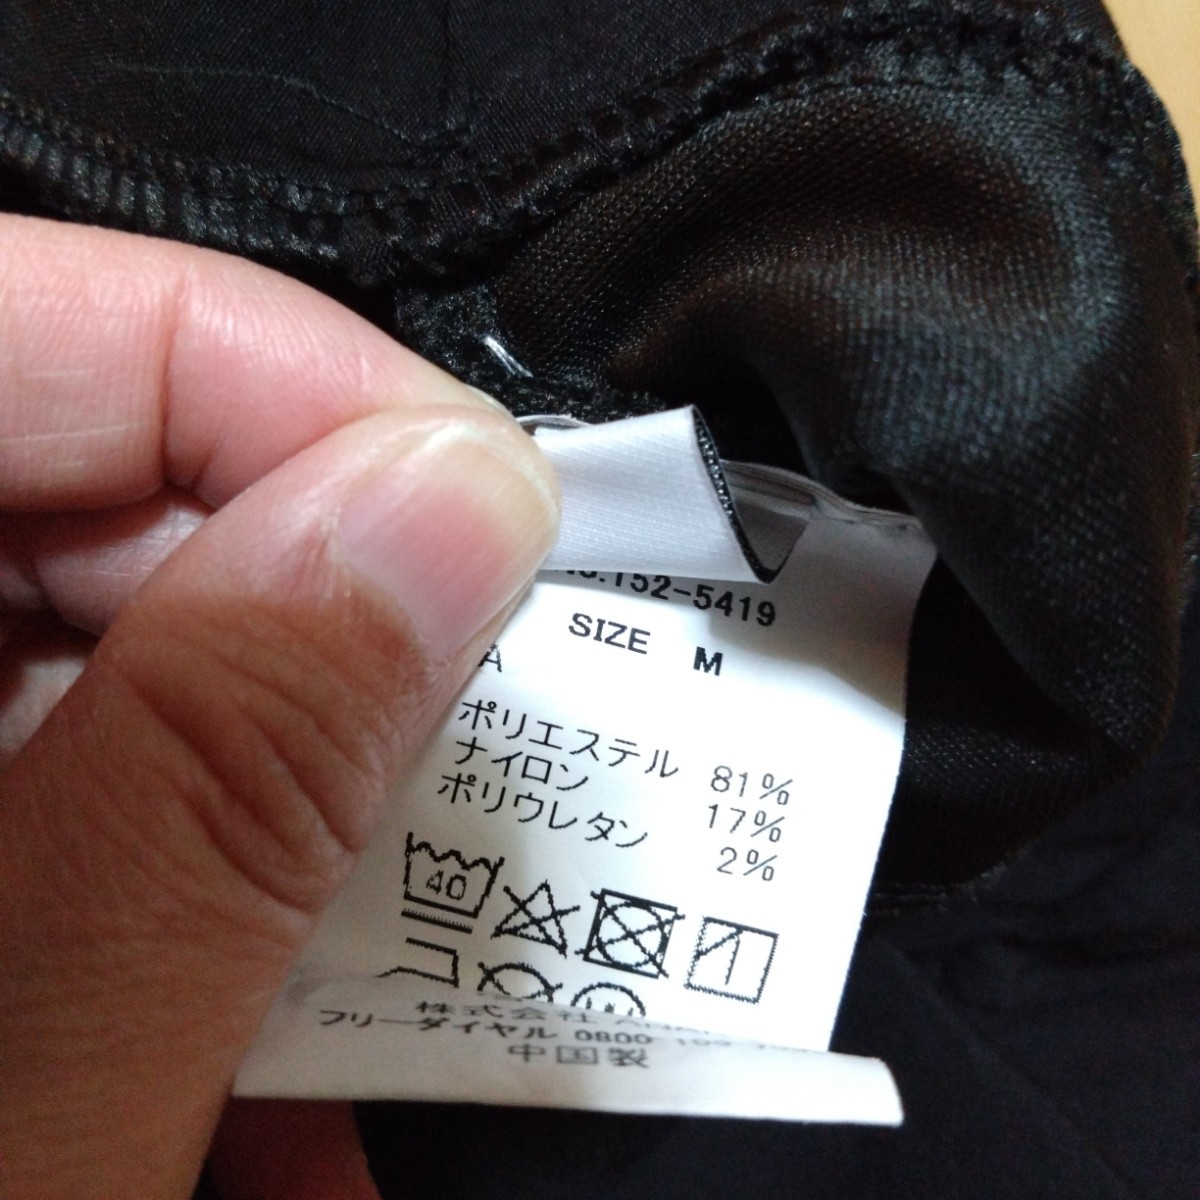 .152-5419
SIZE M
A
ポリエステル 81%
ナイロン 17%
ポリウレタン 2%
40
株式会社
フリーダイヤル 0800
中国製